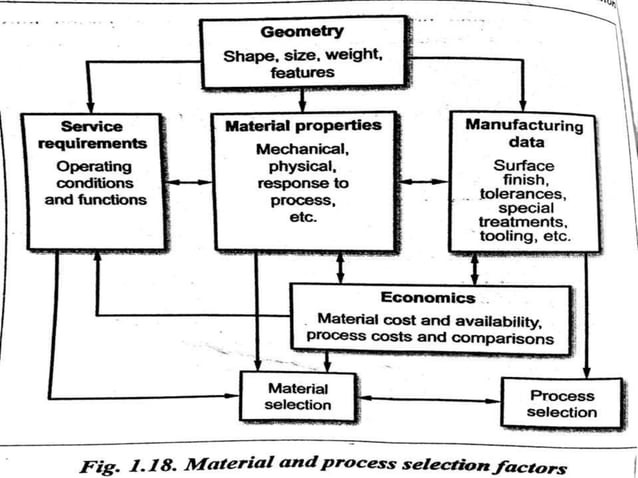 Geometry
Shape, size, weight,
features
Service
requirements
Operating
conditions
and functions
Material properties
Mechanical,
physical,
response to
process,
etc.
Manufacturing
data
Surface
finish,
tolerances,
special
treatments,
tooling, etc.
Economics
Material cost and availability,
process costs and comparisons
Material
selection
Process
selection
Fig. 1.18. Material and process selection factors